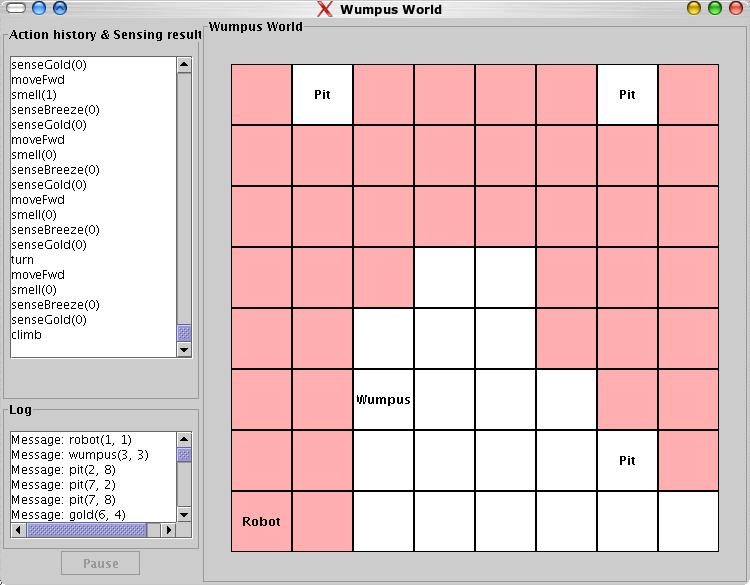 Wumpus World
Action history & Sensing result
senseGold(0)
moveFwd
smell(1)
senseBreeze(0)
senseGold(0)
moveFwd
smell(0)
senseBreeze(0)
senseGold(0)
moveFwd
smell(0)
senseBreeze(0)
senseGold(0)
turn
moveFwd
smell(0)
senseBreeze(0)
senseGold(0)
climb
Log
Message: robot(1, 1)
Message: wumpus(3, 3)
Message: pit(2, 8)
Message: pit(7, 2)
Message: pit(7, 8)
Message: gold(6, 4)
Pause
Wumpus World
Pit Pit
Wumpus
Pit
Robot